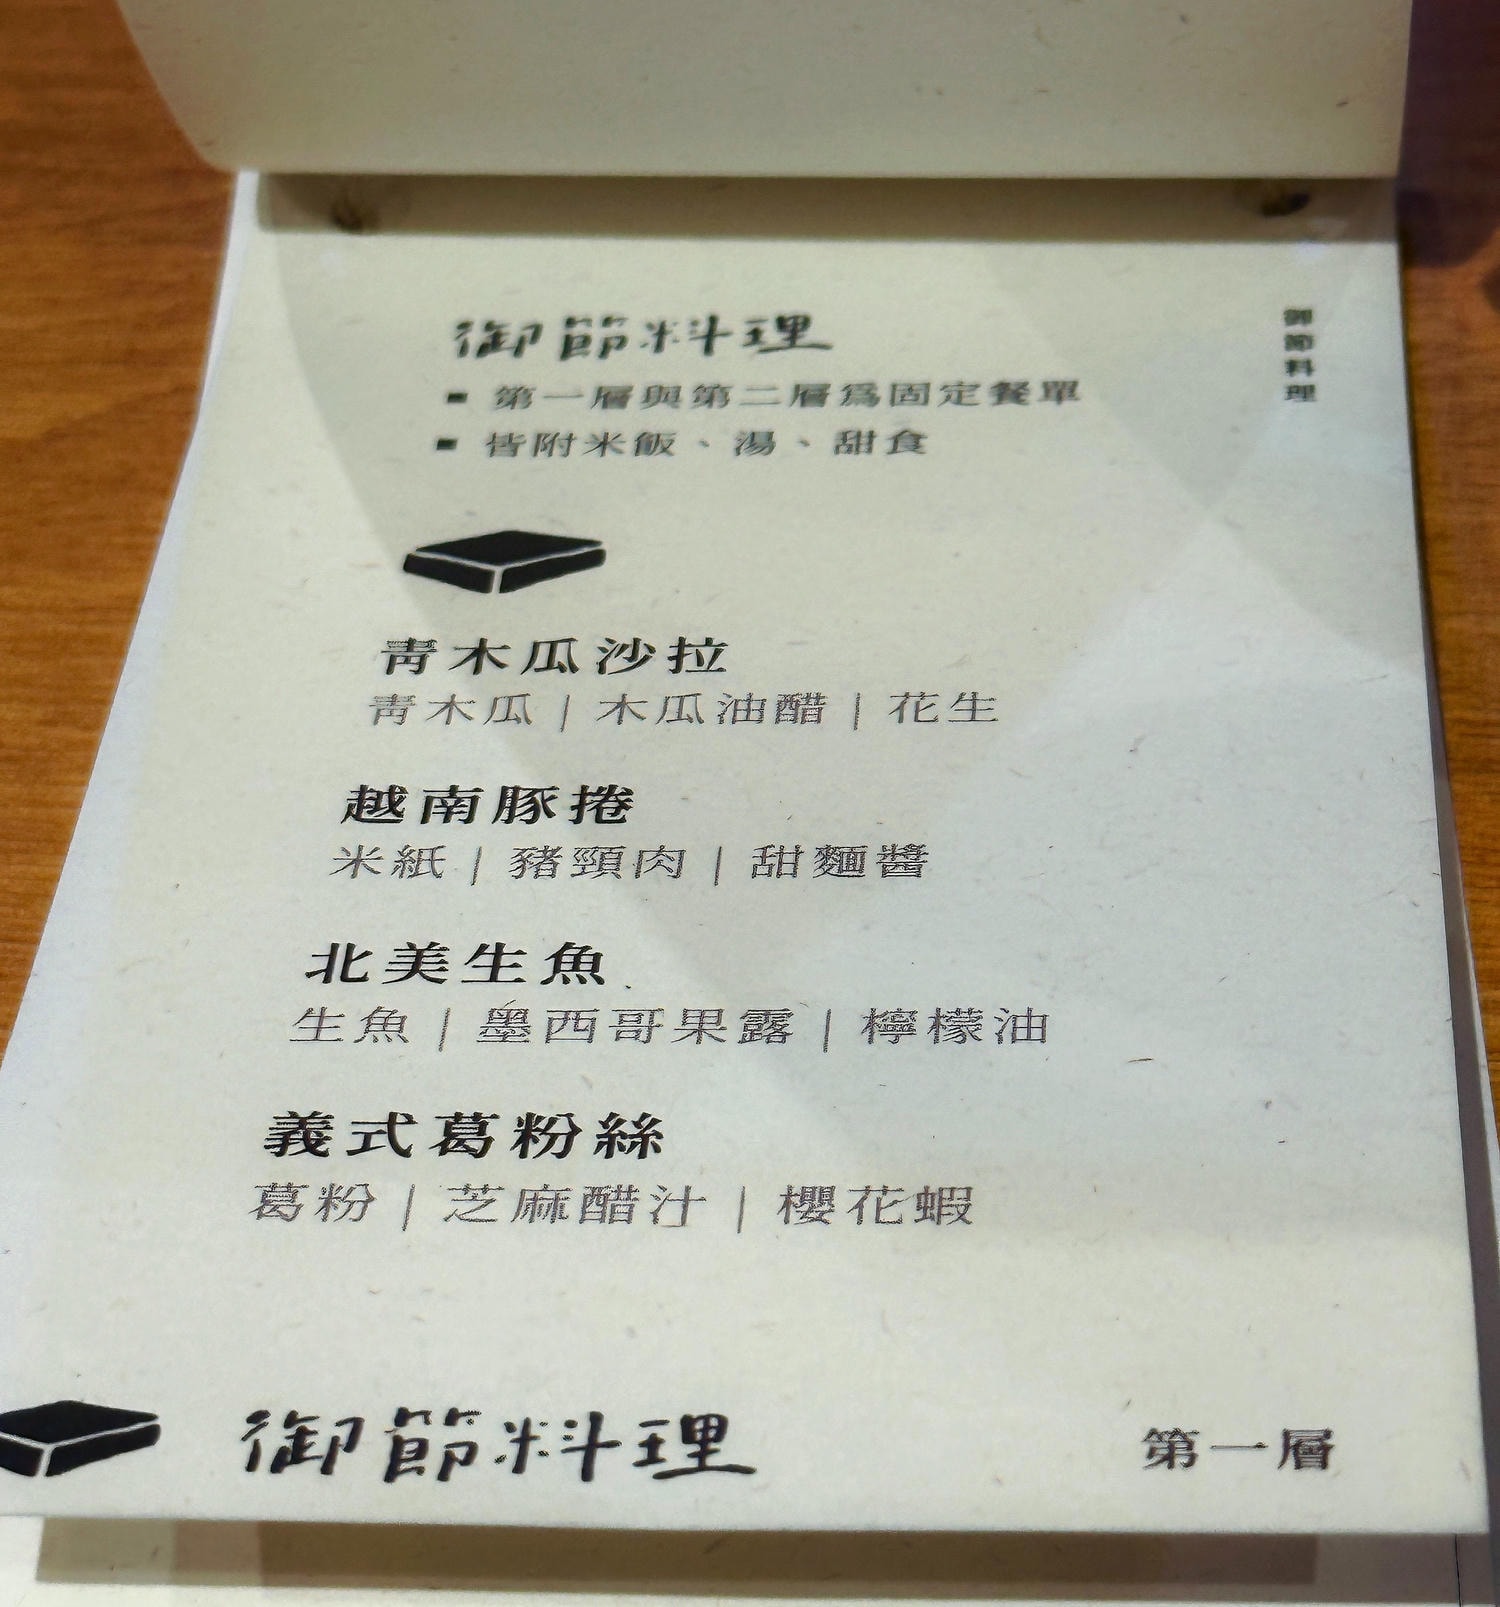 御節料理
御節料理
▪ 第一層與第二層為固定餐單
▪ 皆附米飯、湯、甜食
青木瓜沙拉
青木瓜｜木瓜油醋｜花生
越南豚捲
米紙｜豬頸肉｜甜麵醬
北美生魚
生魚｜墨西哥果露｜檸檬油
義式葛粉絲
葛粉｜芝麻醋汁｜櫻花蝦
御節料理
第一層